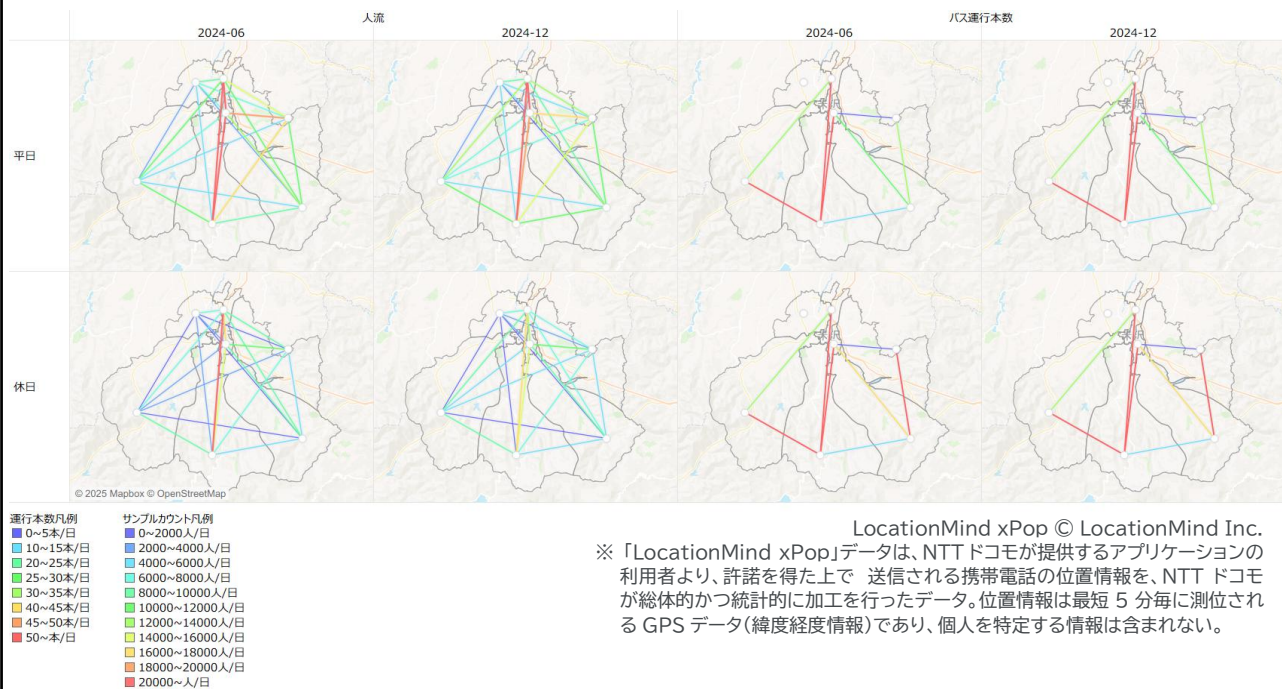 人流
バス運行本数
2024-06
2024-12
2024-06
2024-12
平日
休日
© 2025 Mapbox © OpenStreetMap
運行本数凡例
0~5本/日
10~15本/日
20~25本/日
25~30本/日
30~35本/日
40~45本/日
45~50本/日
50~本/日
サンプルカウント凡例
0~2000人/日
2000~4000人/日
4000~6000人/日
6000~8000人/日
8000~10000人/日
10000~12000人/日
12000~14000人/日
14000~16000人/日
16000~18000人/日
18000~20000人/日
20000~人/日
LocationMind xPop © LocationMind Inc.
※「LocationMind xPop」データは、NTTドコモが提供するアプリケーションの
利用者より、許諾を得た上で 送信される携帯電話の位置情報を、NTT ドコモ
が総体的かつ統計的に加工を行ったデータ。位置情報は最短 5 分毎に測位され
る GPS データ(緯度経度情報)であり、個人を特定する情報は含まれない。